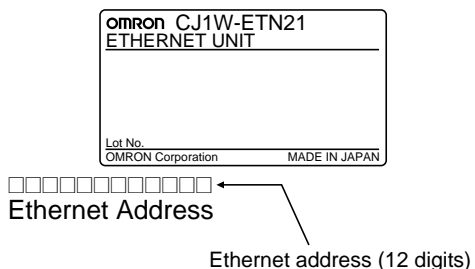 OMRON CJ1W-ETN21
ETHERNET UNIT
Lot No.
OMRON Corporation MADE IN JAPAN
□□□□□□□□□□□□
Ethernet Address
Ethernet address (12 digits)